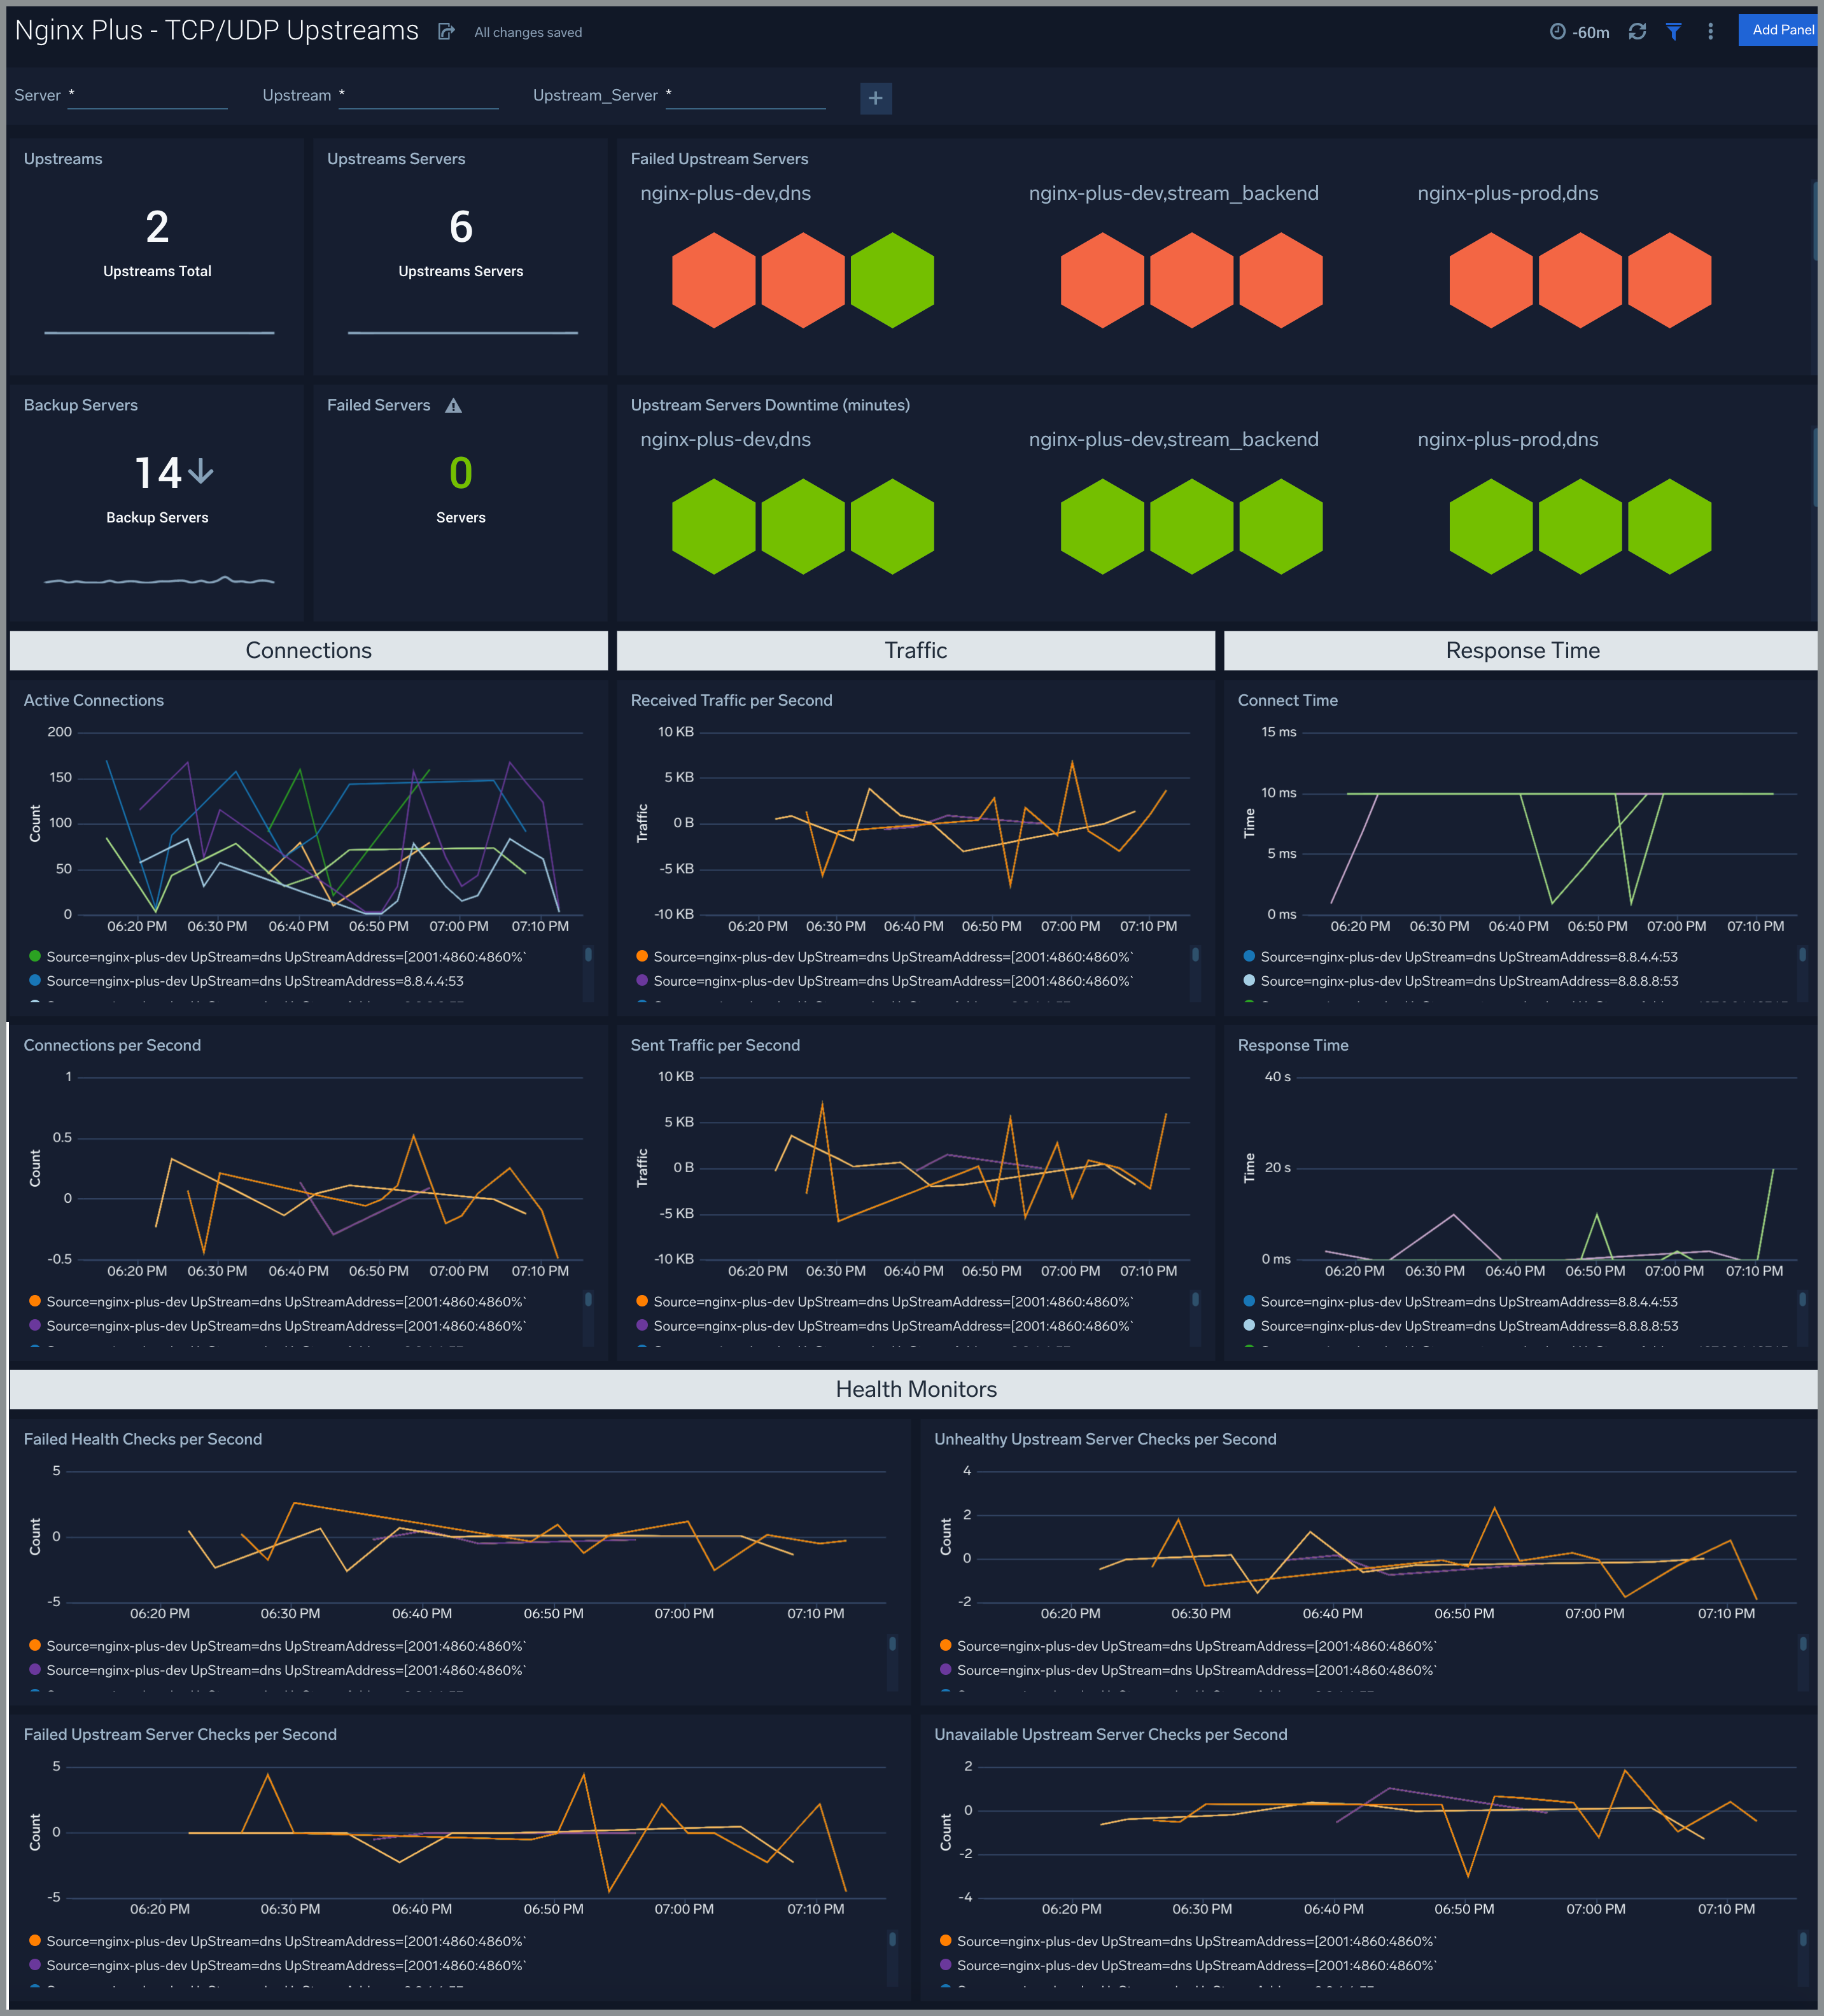 Nginx Plus - TCP/UDP Upstreams All changes saved -60m Add Panel
Server * Upstream * Upstream_Server * +
Upstreams
2
Upstreams Total
Upstreams Servers
6
Upstreams Servers
Failed Upstream Servers
nginx-plus-dev,dns nginx-plus-dev,stream_backend nginx-plus-prod,dns
Backup Servers
14
Backup Servers
Failed Servers
0
Servers
Upstream Servers Downtime (minutes)
nginx-plus-dev,dns nginx-plus-dev,stream_backend nginx-plus-prod,dns
Connections
Traffic
Response Time
Active Connections
200
150
100
50
0
Count
06:20 PM 06:30 PM 06:40 PM 06:50 PM 07:00 PM 07:10 PM
Source=nginx-plus-dev UpStream=dns UpStreamAddress=[2001:4860:4860%`
Source=nginx-plus-dev UpStream=dns UpStreamAddress=8.8.4.4:53
Received Traffic per Second
10 KB
5 KB
0 B
-5 KB
-10 KB
Traffic
06:20 PM 06:30 PM 06:40 PM 06:50 PM 07:00 PM 07:10 PM
Source=nginx-plus-dev UpStream=dns UpStreamAddress=[2001:4860:4860%`
Source=nginx-plus-dev UpStream=dns UpStreamAddress=[2001:4860:4860%`
Connect Time
15 ms
10 ms
5 ms
0 ms
Time
06:20 PM 06:30 PM 06:40 PM 06:50 PM 07:00 PM 07:10 PM
Source=nginx-plus-dev UpStream=dns UpStreamAddress=8.8.4.4:53
Source=nginx-plus-dev UpStream=dns UpStreamAddress=8.8.8.8:53
Connections per Second
1
0.5
0
-0.5
Count
06:20 PM 06:30 PM 06:40 PM 06:50 PM 07:00 PM 07:10 PM
Source=nginx-plus-dev UpStream=dns UpStreamAddress=[2001:4860:4860%`
Source=nginx-plus-dev UpStream=dns UpStreamAddress=[2001:4860:4860%`
Sent Traffic per Second
10 KB
5 KB
0 B
-5 KB
-10 KB
Traffic
06:20 PM 06:30 PM 06:40 PM 06:50 PM 07:00 PM 07:10 PM
Source=nginx-plus-dev UpStream=dns UpStreamAddress=[2001:4860:4860%`
Source=nginx-plus-dev UpStream=dns UpStreamAddress=[2001:4860:4860%`
Response Time
40 s
20 s
0 ms
Time
06:20 PM 06:30 PM 06:40 PM 06:50 PM 07:00 PM 07:10 PM
Source=nginx-plus-dev UpStream=dns UpStreamAddress=8.8.4.4:53
Source=nginx-plus-dev UpStream=dns UpStreamAddress=8.8.8.8:53
Health Monitors
Failed Health Checks per Second
5
0
-5
Count
06:20 PM 06:30 PM 06:40 PM 06:50 PM 07:00 PM 07:10 PM
Source=nginx-plus-dev UpStream=dns UpStreamAddress=[2001:4860:4860%`
Source=nginx-plus-dev UpStream=dns UpStreamAddress=[2001:4860:4860%`
Unhealthy Upstream Server Checks per Second
4
2
0
-2
Count
06:20 PM 06:30 PM 06:40 PM 06:50 PM 07:00 PM 07:10 PM
Source=nginx-plus-dev UpStream=dns UpStreamAddress=[2001:4860:4860%`
Source=nginx-plus-dev UpStream=dns UpStreamAddress=[2001:4860:4860%`
Failed Upstream Server Checks per Second
5
0
-5
Count
06:20 PM 06:30 PM 06:40 PM 06:50 PM 07:00 PM 07:10 PM
Source=nginx-plus-dev UpStream=dns UpStreamAddress=[2001:4860:4860%`
Source=nginx-plus-dev UpStream=dns UpStreamAddress=[2001:4860:4860%`
Unavailable Upstream Server Checks per Second
2
0
-2
-4
Count
06:20 PM 06:30 PM 06:40 PM 06:50 PM 07:00 PM 07:10 PM
Source=nginx-plus-dev UpStream=dns UpStreamAddress=[2001:4860:4860%`
Source=nginx-plus-dev UpStream=dns UpStreamAddress=[2001:4860:4860%`